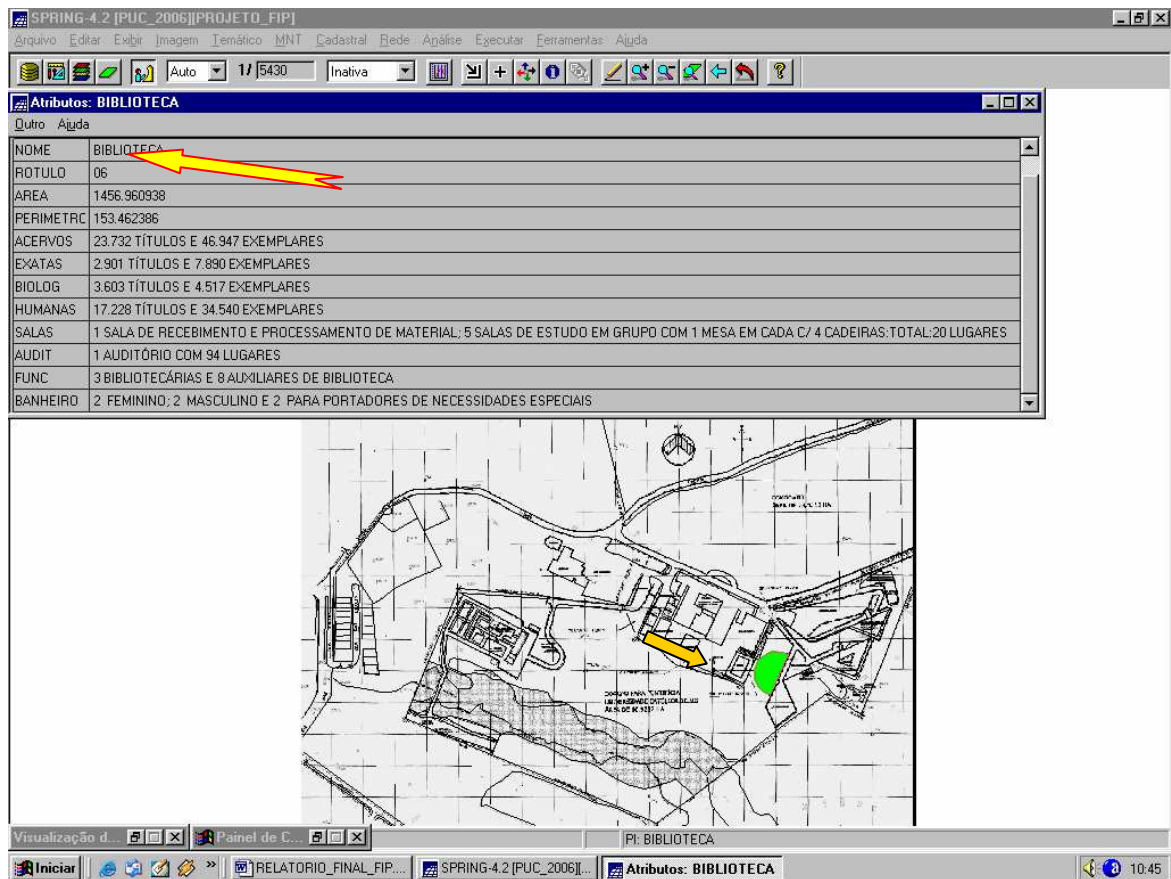 SPRING-4.2 [PUC_2006][PROJETO_FIP]
Arquivo Editar Exibir Imagem Temático MNT Cadastral Rede Análise Executar Ferramentas Ajuda
Auto 1/ 5430 Inativa
Atributos: BIBLIOTECA
Outro Ajuda
NOME BIBLIOTECA
ROTULO 06
AREA 1456.960938
PERIMETRO 153.462386
ACERVOS 23.732 TÍTULOS E 46.947 EXEMPLARES
EXATAS 2.901 TÍTULOS E 7.890 EXEMPLARES
BIOLOG 3.603 TÍTULOS E 4.517 EXEMPLARES
HUMANAS 17.228 TÍTULOS E 34.540 EXEMPLARES
SALAS 1 SALA DE RECEBIMENTO E PROCESSAMENTO DE MATERIAL; 5 SALAS DE ESTUDO EM GRUPO COM 1 MESA EM CADA C/ 4 CADEIRAS:TOTAL:20 LUGARES
AUDIT 1 AUDITÓRIO COM 94 LUGARES
FUNC 3 BIBLIOTECÁRIAS E 8 AUXILIARES DE BIBLIOTECA
BANHEIRO 2 FEMININO; 2 MASCULINO E 2 PARA PORTADORES DE NECESSIDADES ESPECIAIS
Visualização d... Painel de C...
PI: BIBLIOTECA
Iniciar » RELATORIO_FINAL_FIP.... SPRING-4.2 [PUC_2006][... Atributos: BIBLIOTECA 10:45